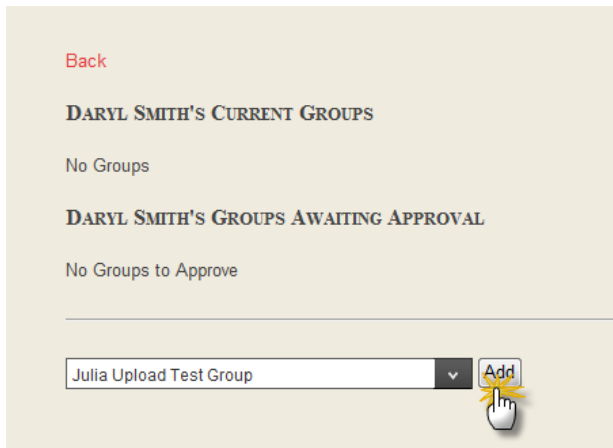 Back
Daryl Smith's Current Groups
No Groups
Daryl Smith's Groups Awaiting Approval
No Groups to Approve
Julia Upload Test Group Add